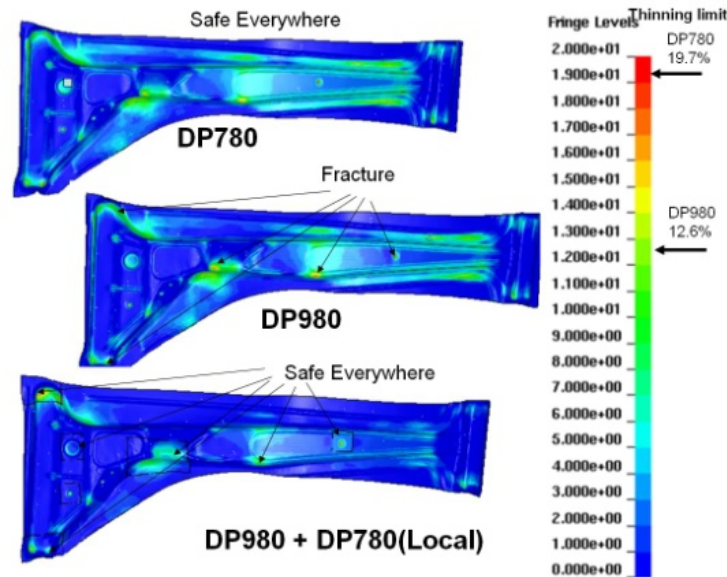 Safe Everywhere
DP780
Fracture
DP980
Safe Everywhere
DP980 + DP780(Local)
Fringe Levels
2.000e+01
1.900e+01
1.800e+01
1.700e+01
1.600e+01
1.500e+01
1.400e+01
1.300e+01
1.200e+01
1.100e+01
1.000e+01
9.000e+00
8.000e+00
7.000e+00
6.000e+00
5.000e+00
4.000e+00
3.000e+00
2.000e+00
1.000e+00
0.000e+00
Thinning limit
DP780
19.7%
DP980
12.6%